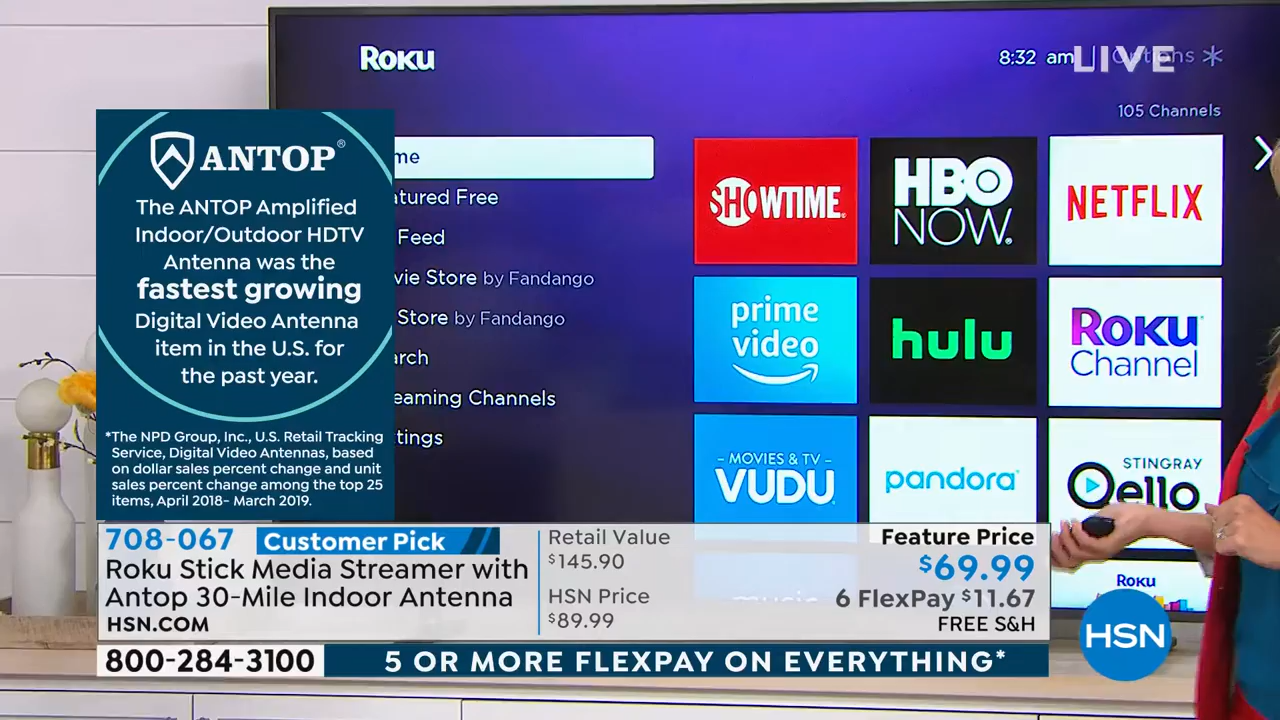 Roku
8:32 am
LIVE
Options
105 Channels
ANTOP®
The ANTOP Amplified
Indoor/Outdoor HDTV
Antenna was the
fastest growing
Digital Video Antenna
item in the U.S. for
the past year.
*The NPD Group, Inc., U.S. Retail Tracking
Service, Digital Video Antennas, based
on dollar sales percent change and unit
sales percent change among the top 25
items, April 2018- March 2019.
me
atured Free
Feed
vie Store by Fandango
Store by Fandango
arch
eaming Channels
tings
SHOWTIME
HBO
NOW.
NETFLIX
prime
video
hulu
Roku
Channel
- MOVIES & TV -
VUDU
pandora
STINGRAY
Qello
music
Roku
708-067
Customer Pick
Roku Stick Media Streamer with
Antop 30-Mile Indoor Antenna
HSN.COM
Retail Value
$145.90
HSN Price
$89.99
Feature Price
$69.99
6 FlexPay $11.67
FREE S&H
HSN
800-284-3100
5 OR MORE FLEXPAY ON EVERYTHING*